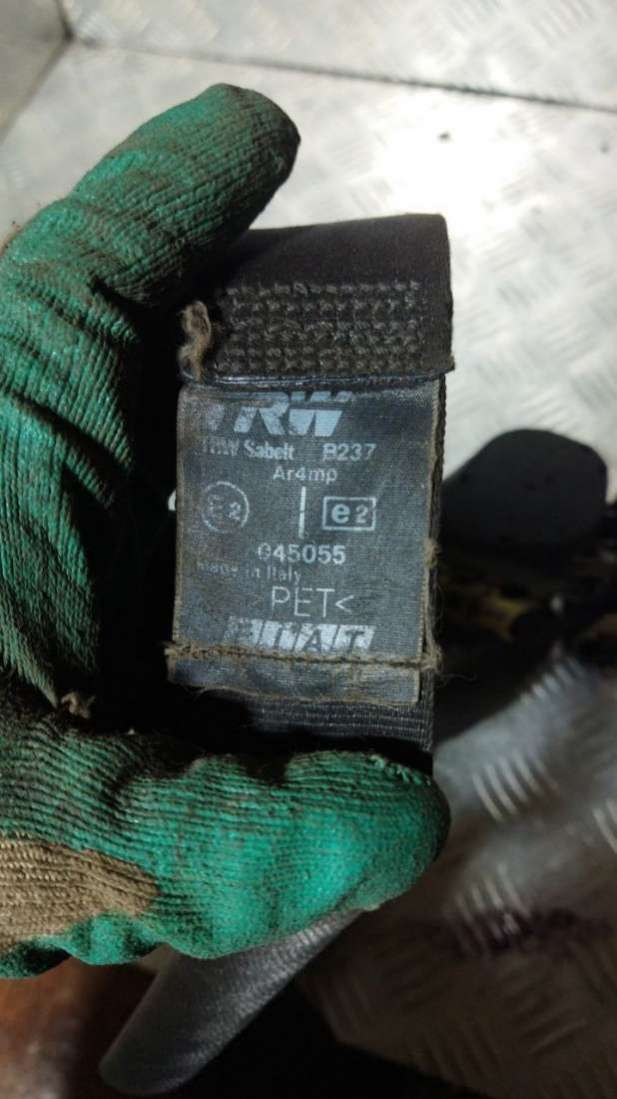 TRW
TRW Sabelt B237
Ar4mp
E2 e2
045055
Made in Italy
>PET<
FIAT